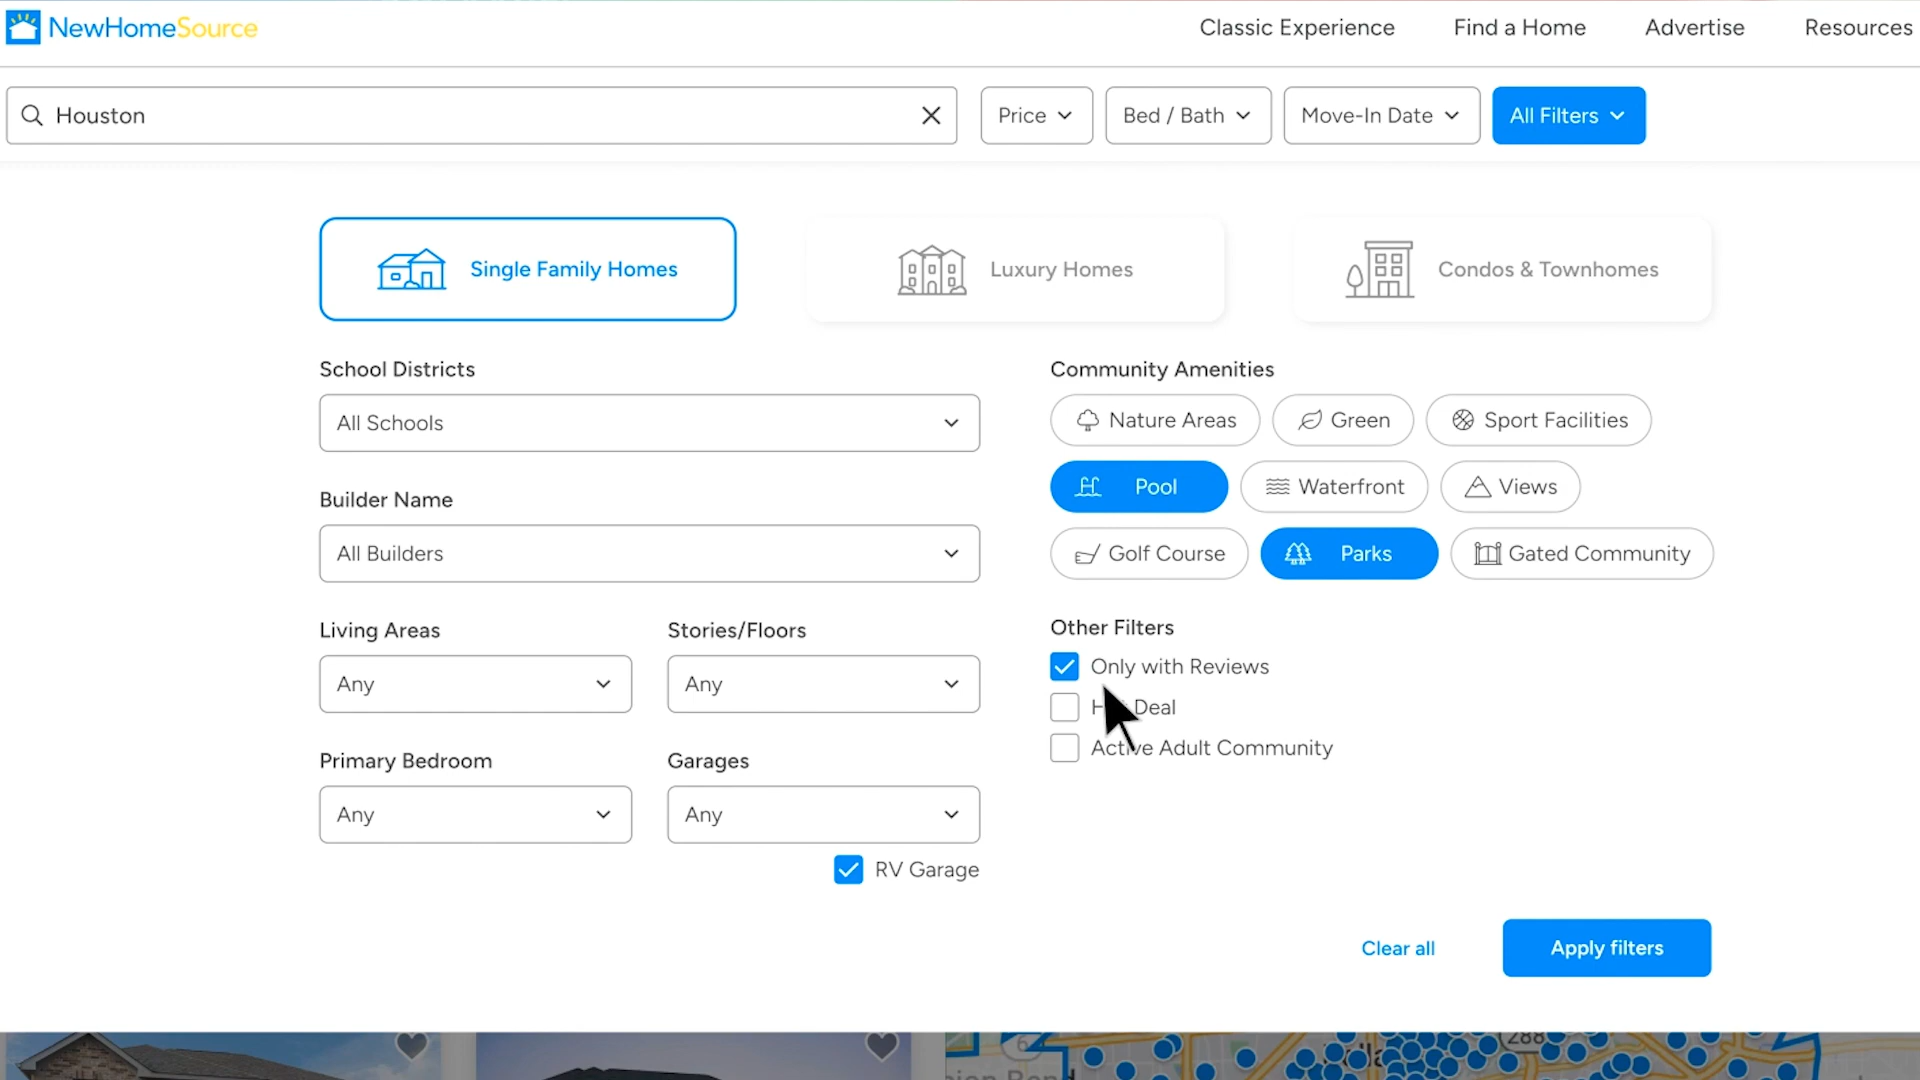 NewHomeSource
Classic Experience
Find a Home
Advertise
Resources
Houston
Price
Bed / Bath
Move-In Date
All Filters
Single Family Homes
Luxury Homes
Condos & Townhomes
School Districts
All Schools
Builder Name
All Builders
Living Areas
Any
Stories/Floors
Any
Primary Bedroom
Any
Garages
Any
RV Garage
Community Amenities
Nature Areas
Green
Sport Facilities
Pool
Waterfront
Views
Golf Course
Parks
Gated Community
Other Filters
Only with Reviews
Deal
Active Adult Community
Clear all
Apply filters
6
288